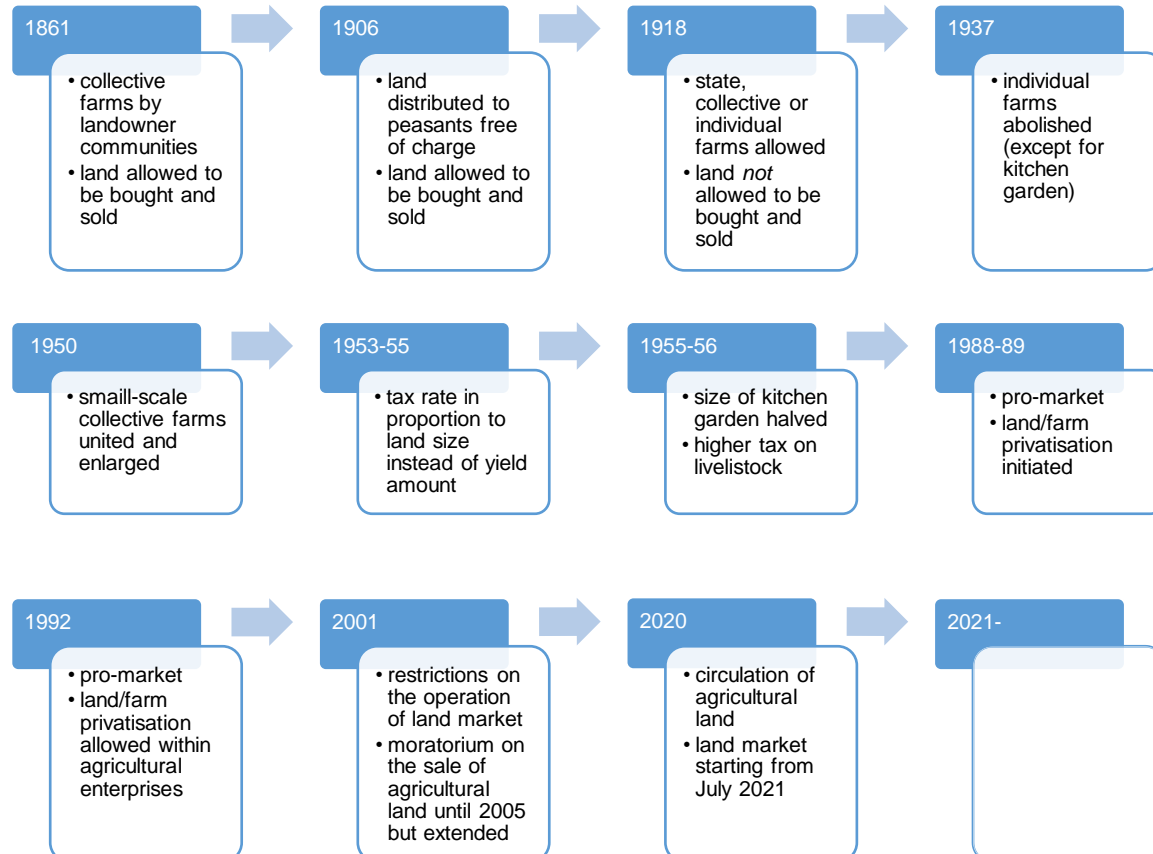 1861
• collective
farms by
landowner
communities
• land allowed to
be bought and
sold
1906
• land
distributed to
peasants free
of charge
• land allowed to
be bought and
sold
1918
• state,
collective or
individual
farms allowed
• land not
allowed to be
bought and
sold
1937
• individual
farms
abolished
(except for
kitchen
garden)
1950
• smaill-scale
collective farms
united and
enlarged
1953-55
• tax rate in
proportion to
land size
instead of yield
amount
1955-56
• size of kitchen
garden halved
• higher tax on
livelistock
1988-89
• pro-market
• land/farm
privatisation
initiated
1992
• pro-market
• land/farm
privatisation
allowed within
agricultural
enterprises
2001
• restrictions on
the operation
of land market
• moratorium on
the sale of
agricultural
land until 2005
but extended
2020
• circulation of
agricultural
land
• land market
starting from
July 2021
2021-